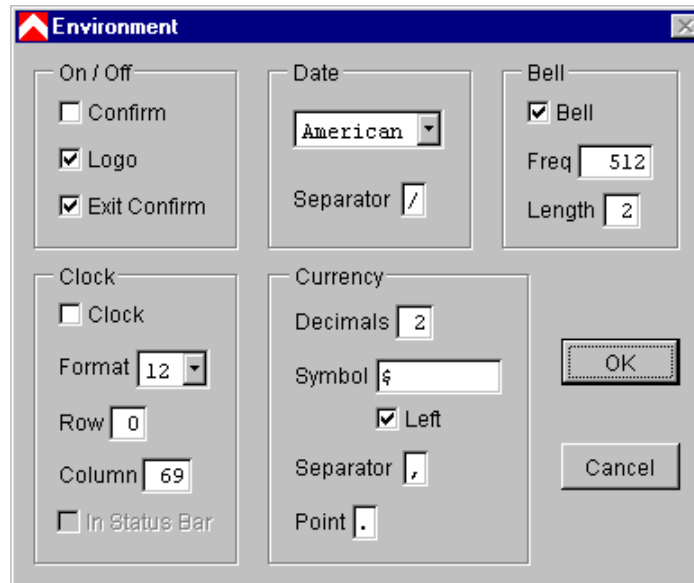 Environment
On / Off
Confirm
Logo
Exit Confirm
Date
American
Separator /
Bell
Bell
Freq 512
Length 2
Clock
Clock
Format 12
Row 0
Column 69
In Status Bar
Currency
Decimals 2
Symbol $
Left
Separator ,
Point .
OK
Cancel